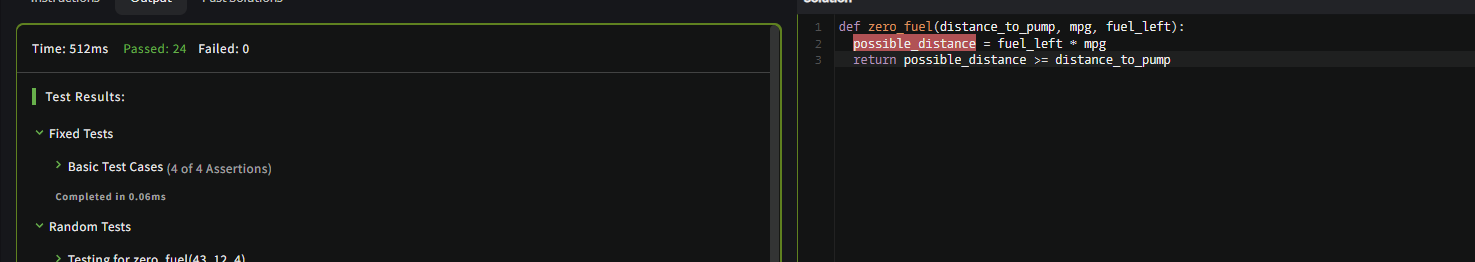 Instructions
Output
Past Solutions
Time: 512ms Passed: 24 Failed: 0
Test Results:
Fixed Tests
Basic Test Cases (4 of 4 Assertions)
Completed in 0.06ms
Random Tests
Testing for zero_fuel(43, 12, 4)
Solution
1 def zero_fuel(distance_to_pump, mpg, fuel_left):
2 possible_distance = fuel_left * mpg
3 return possible_distance >= distance_to_pump